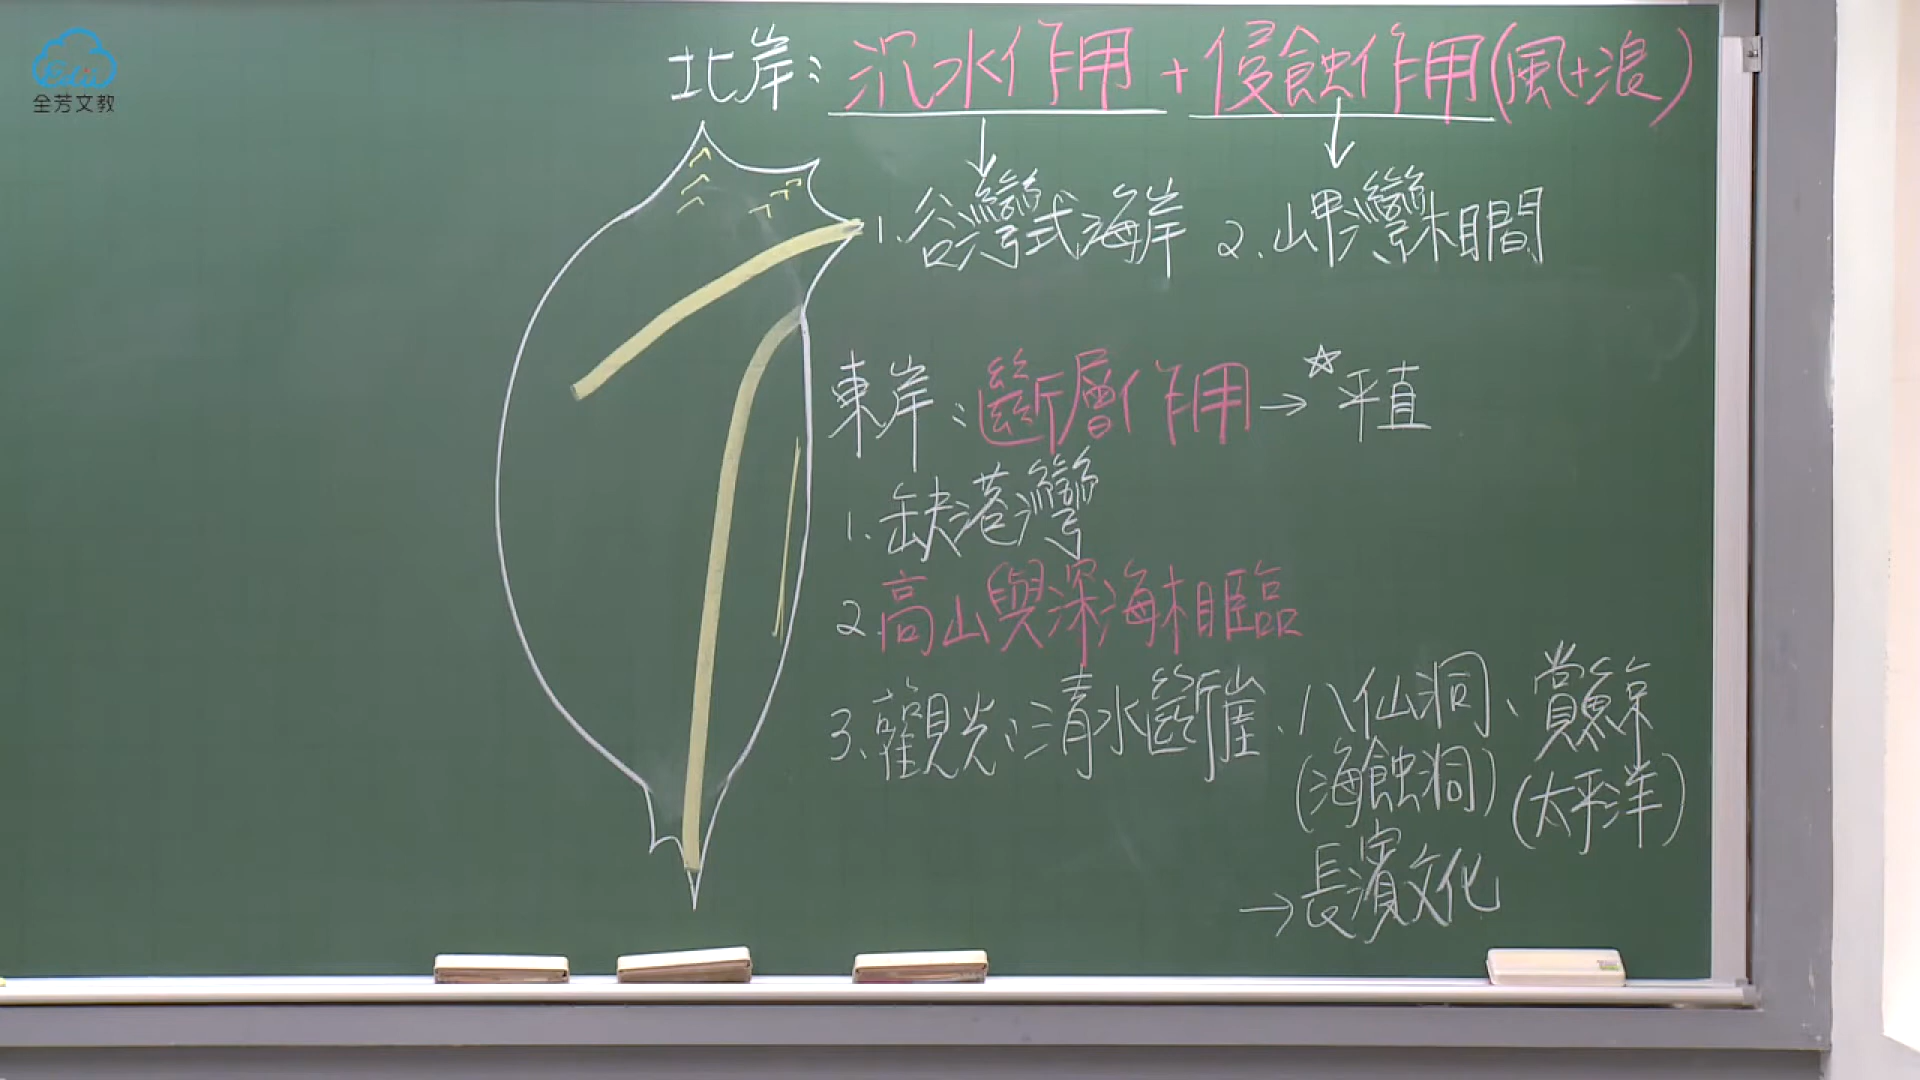 Edu
全芳文教
北岸：沉水作用＋侵蝕作用(風+浪)
1.谷灣式海岸 2.岬灣相間
東岸：斷層作用→☆平直
1.缺港灣
2.高山與深海相臨
3.觀光：清水斷崖、八仙洞、賞鯨
(海蝕洞) (太平洋)
→長濱文化